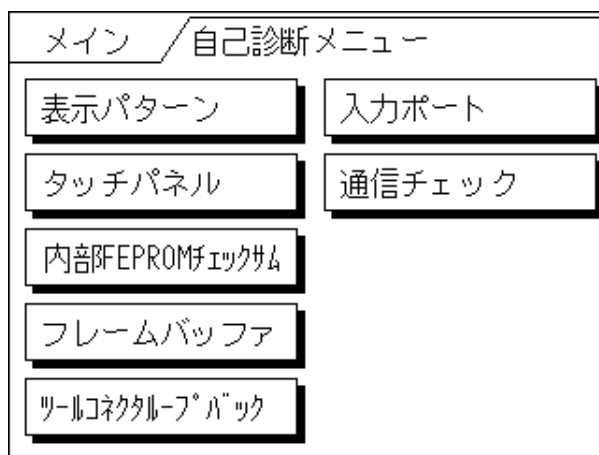 メイン / 自己診断メニュー
表示パターン
入力ポート
タッチパネル
通信チェック
内部FEPROMﾁｪｯｸｻﾑ
フレームバッファ
ﾂｰﾙｺﾈｸﾀﾙｰﾌﾟﾊﾞｯｸ